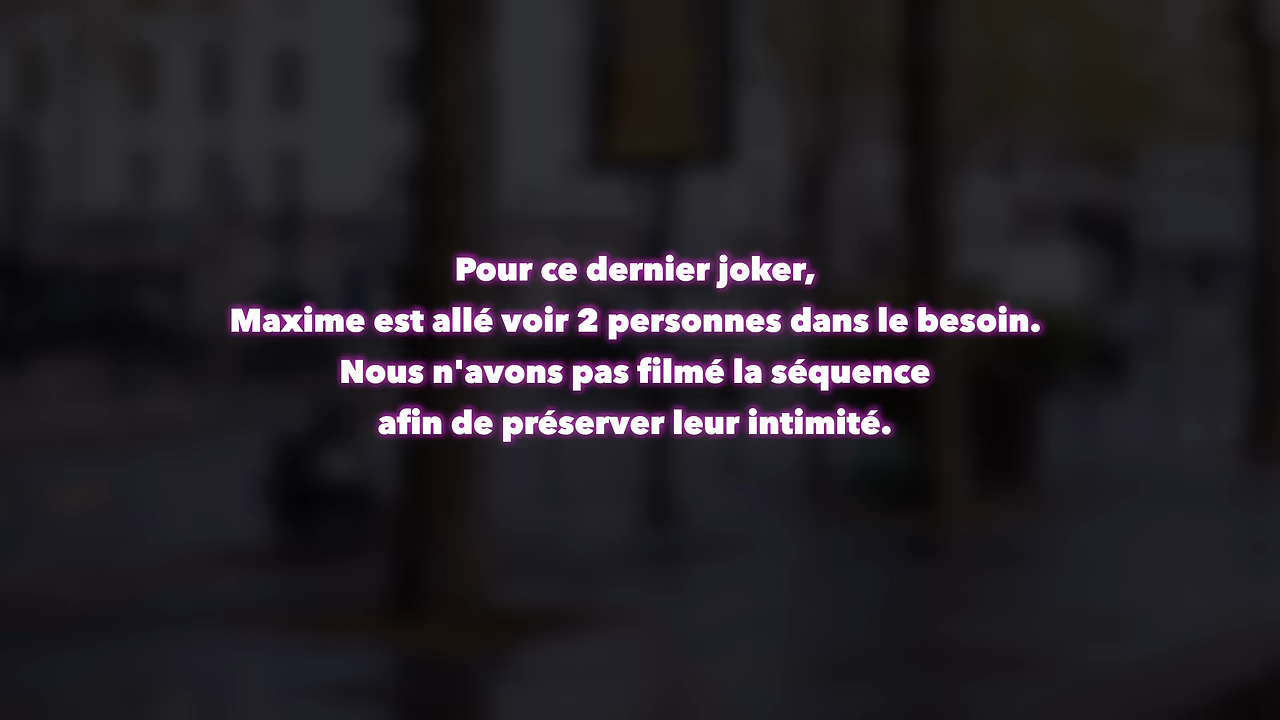 Pour ce dernier joker,
Maxime est allé voir 2 personnes dans le besoin.
Nous n'avons pas filmé la séquence
afin de préserver leur intimité.